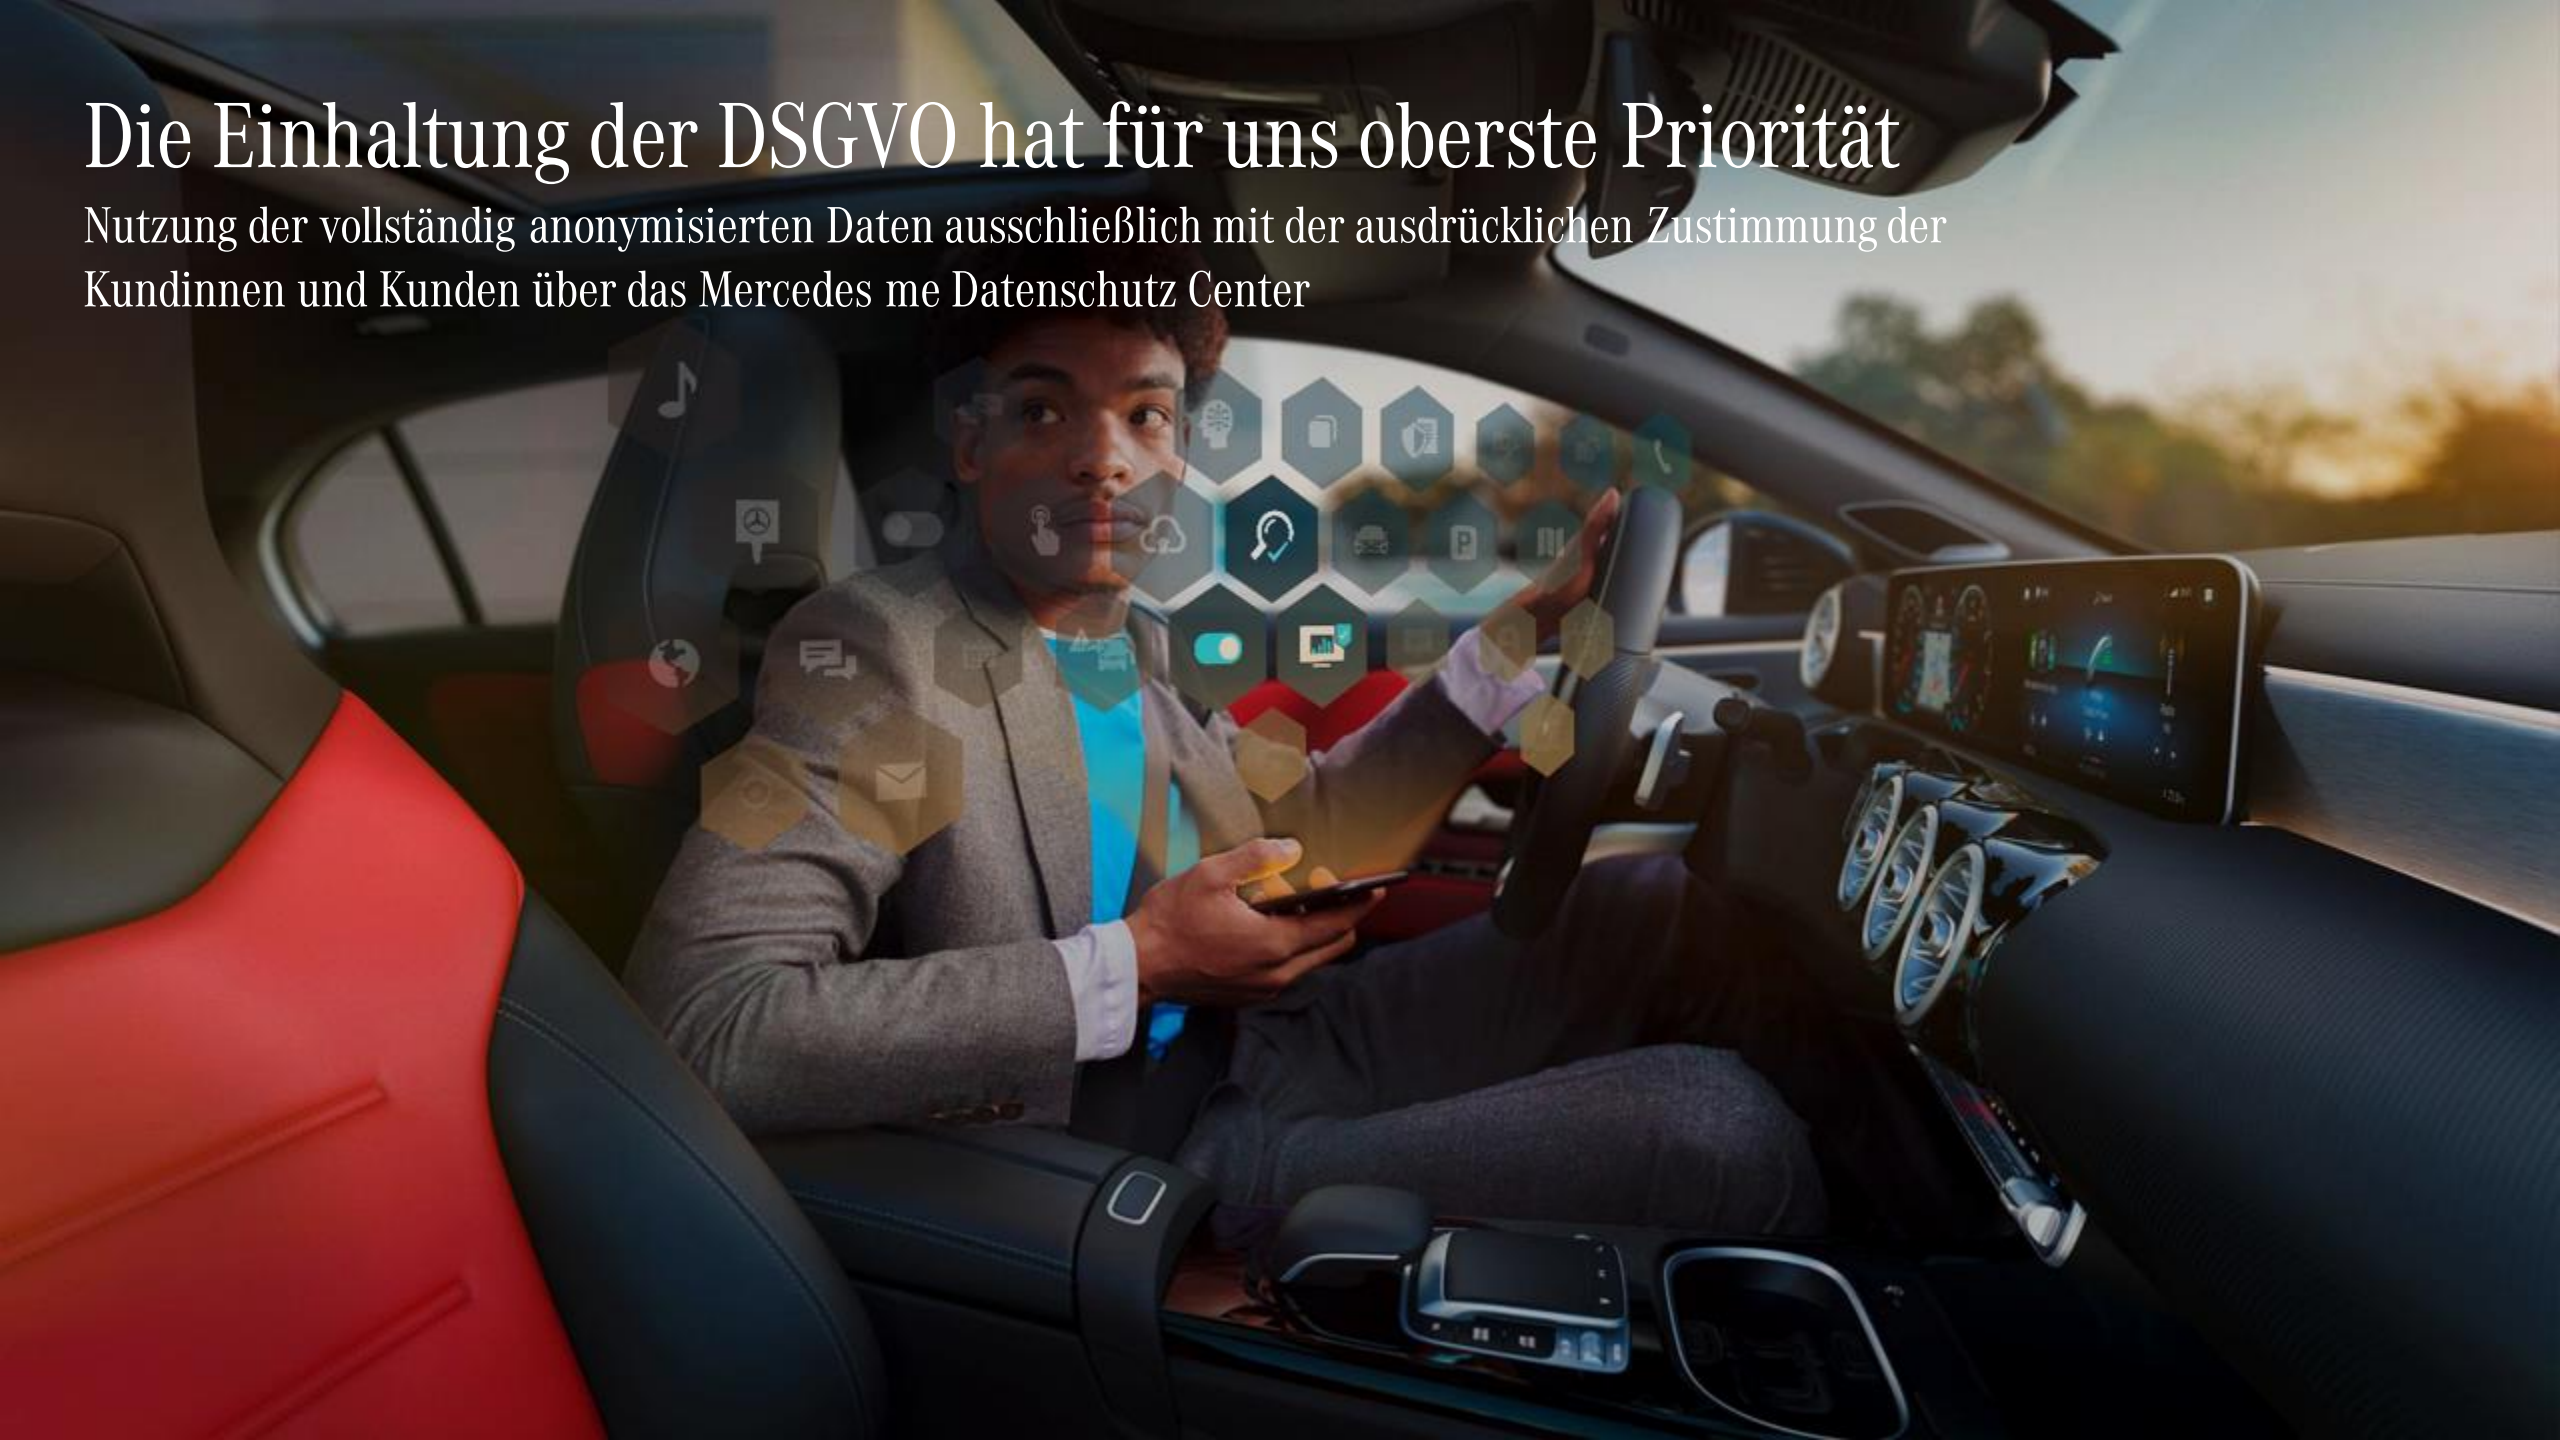 Die Einhaltung der DSGVO hat für uns oberste Priorität
Nutzung der vollständig anonymisierten Daten ausschließlich mit der ausdrücklichen Zustimmung der
Kundinnen und Kunden über das Mercedes me Datenschutz Center
P